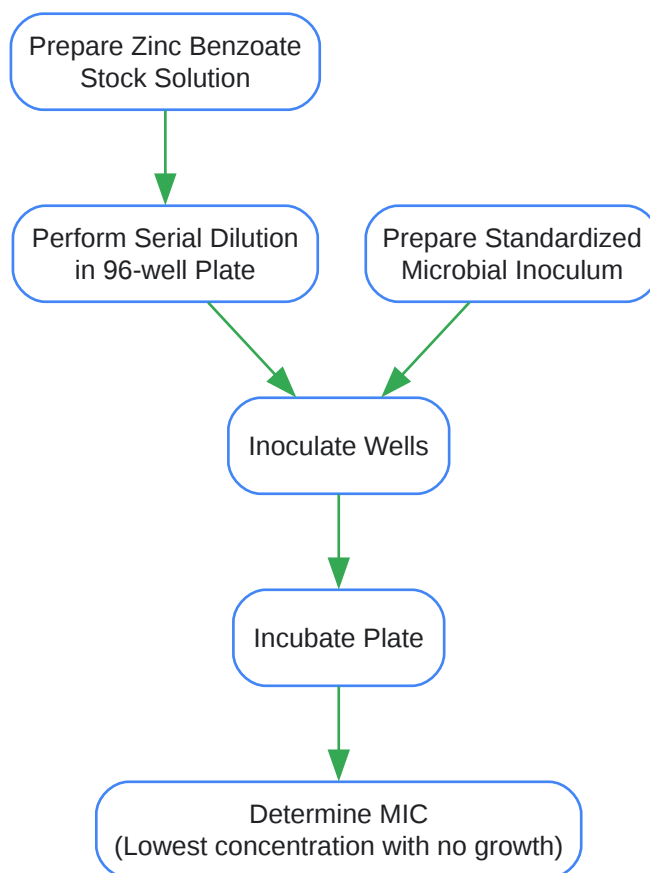 Prepare Zinc Benzoate
Stock Solution
Perform Serial Dilution
in 96-well Plate
Prepare Standardized
Microbial Inoculum
Inoculate Wells
Incubate Plate
Determine MIC
(Lowest concentration with no growth)